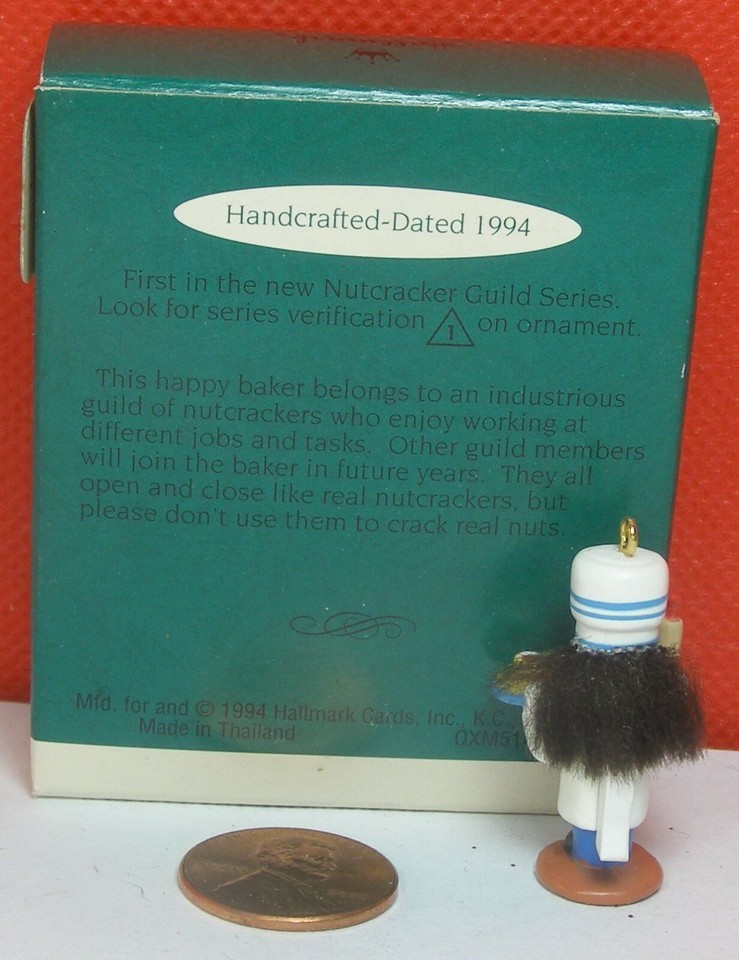 Hallmark
Handcrafted-Dated 1994
First in the new Nutcracker Guild Series.
Look for series verification 1 on ornament.
This happy baker belongs to an industrious
guild of nutcrackers who enjoy working at
different jobs and tasks. Other guild members
will join the baker in future years. They all
open and close like real nutcrackers, but
please don't use them to crack real nuts.
Mfd. for and © 1994 Hallmark Cards, Inc., K.C.,
Made in Thailand QXM51